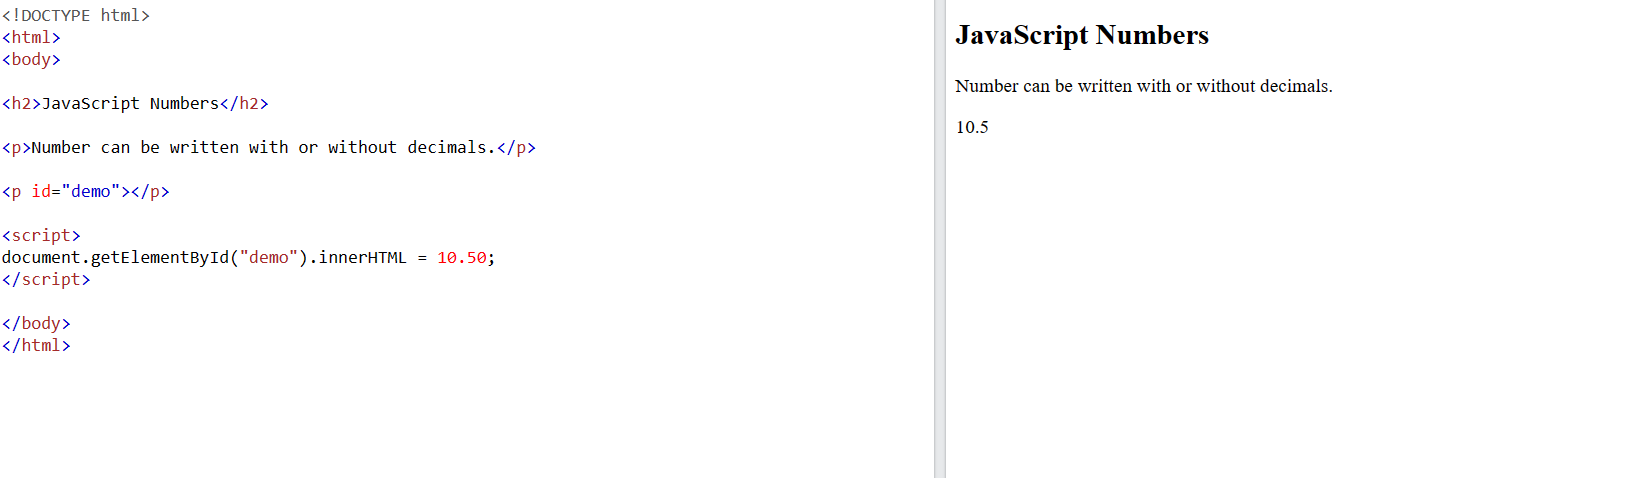 <!DOCTYPE html>
<html>
<body>
<h2>JavaScript Numbers</h2>
<p>Number can be written with or without decimals.</p>
<p id="demo"></p>
<script>
document.getElementById("demo").innerHTML = 10.50;
</script>
</body>
</html>
JavaScript Numbers
Number can be written with or without decimals.
10.5